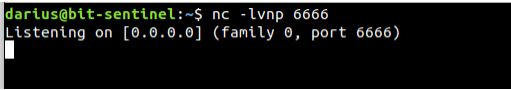 darius@bit-sentinel:~$ nc -lvnp 6666
Listening on [0.0.0.0] (family 0, port 6666)